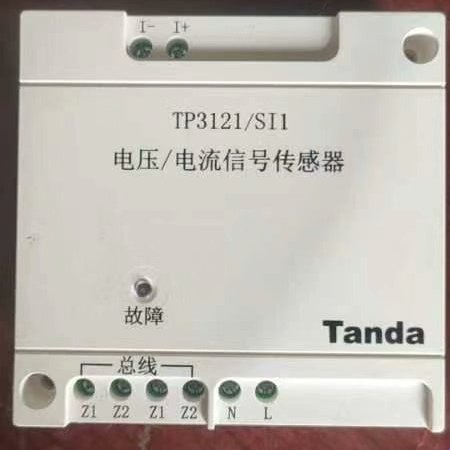 I- I+
TP3121/SI1
电压/电流信号传感器
故障
Tanda
总线
Z1 Z2 Z1 Z2 N L